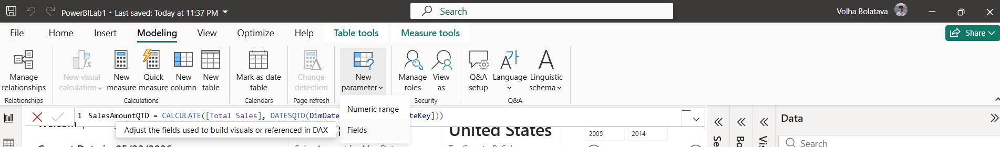 PowerBILab1 • Last saved: Today at 11:37 PM
Search
Volha Bolatava
File
Home
Insert
Modeling
View
Optimize
Help
Table tools
Measure tools
Share
Manage
relationships
New visual
calculation
New
measure
Quick
measure
New
column
New
table
Mark as date
table
Change
detection
New
parameter
Manage
roles
View
as
Q&A
setup
Language
Linguistic
schema
Relationships
Calculations
Calendars
Page refresh
Security
Q&A
Numeric range
Fields
1 SalesAmountQTD = CALCULATE([Total Sales], DATESQTD(DimDate teKey]))
Adjust the fields used to build visuals or referenced in DAX
United States
2005
2014
Data
Search